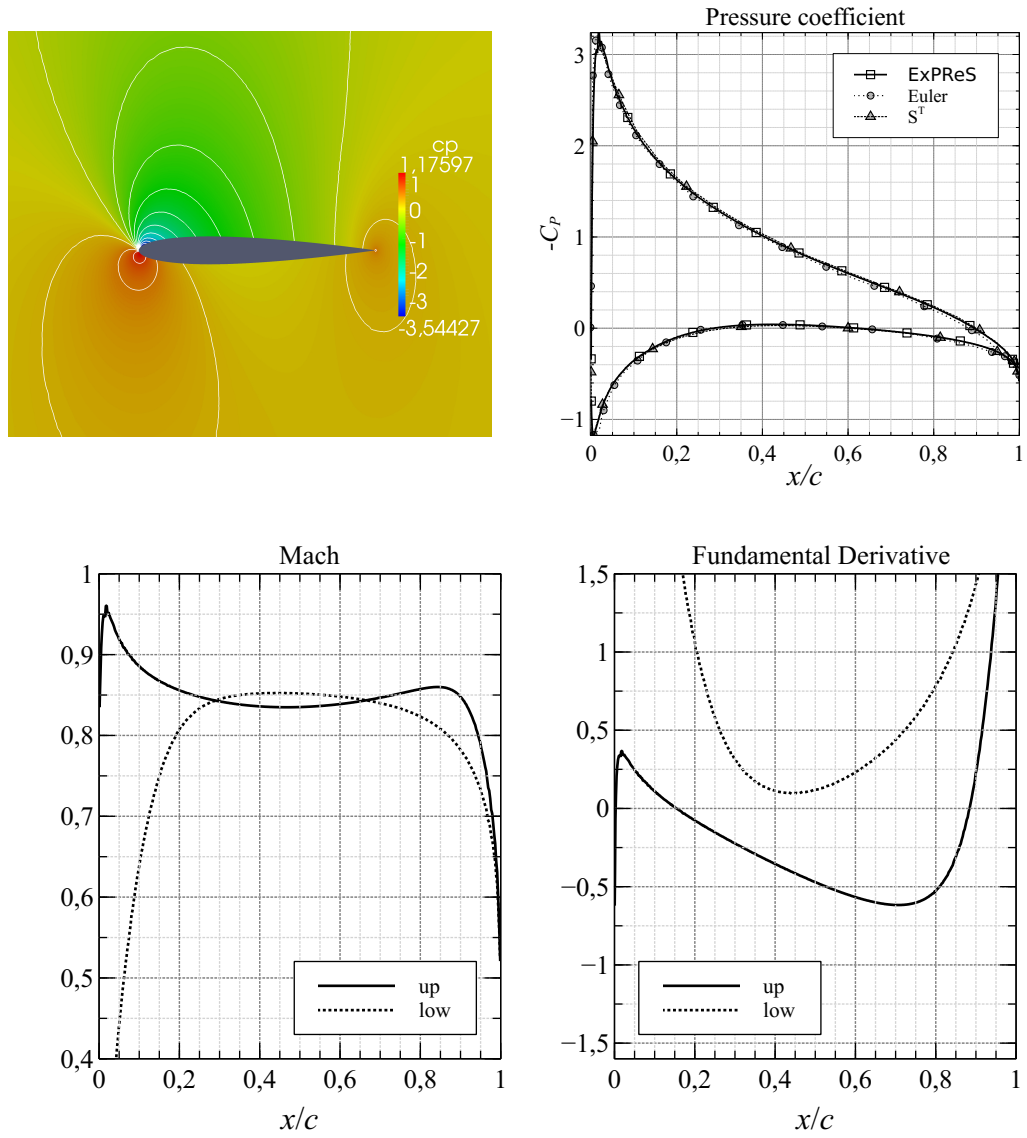 cp
1,17597
1
0
-1
-2
-3
-3,54427
Pressure coefficient
ExPReS
Euler
S^T
3
2
1
0
−1
-C_P
0 0,2 0,4 0,6 0,8 1
x/c
Mach
1
0,9
0,8
0,7
0,6
0,5
0,4
up
low
0 0,2 0,4 0,6 0,8 1
x/c
Fundamental Derivative
1,5
1
0,5
0
−0,5
−1
−1,5
up
low
0 0,2 0,4 0,6 0,8 1
x/c